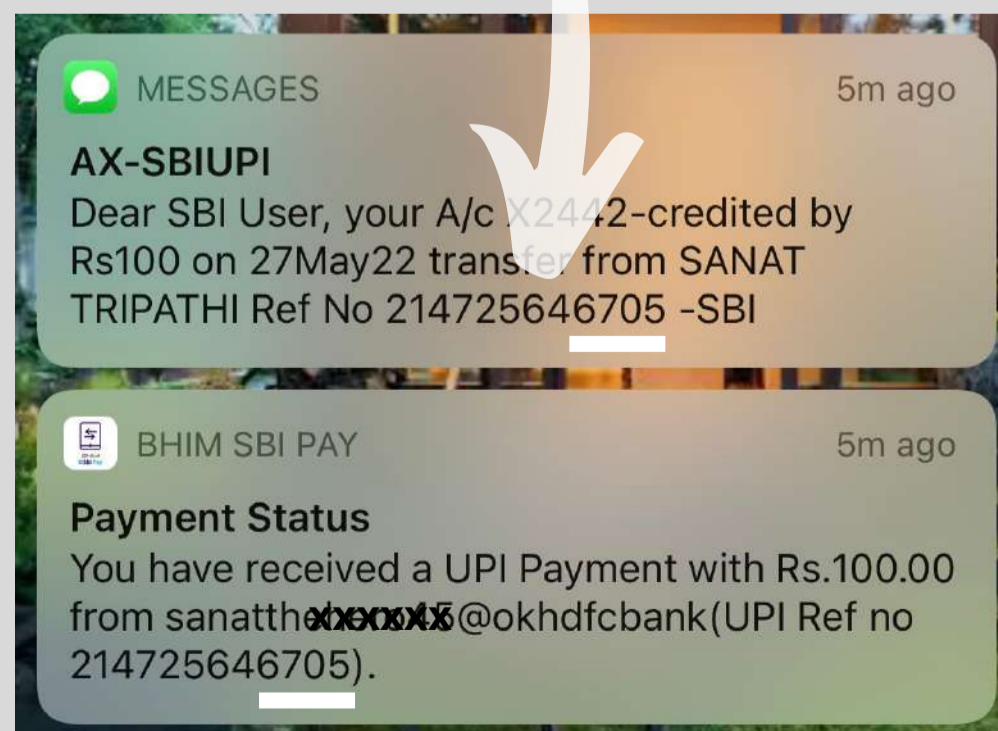 MESSAGES 5m ago
AX-SBIUPI
Dear SBI User, your A/c X2442-credited by
Rs100 on 27May22 transfer from SANAT
TRIPATHI Ref No 214725646705 -SBI
BHIM SBI PAY 5m ago
Payment Status
You have received a UPI Payment with Rs.100.00
from @okhdfcbank(UPI Ref no
214725646705).